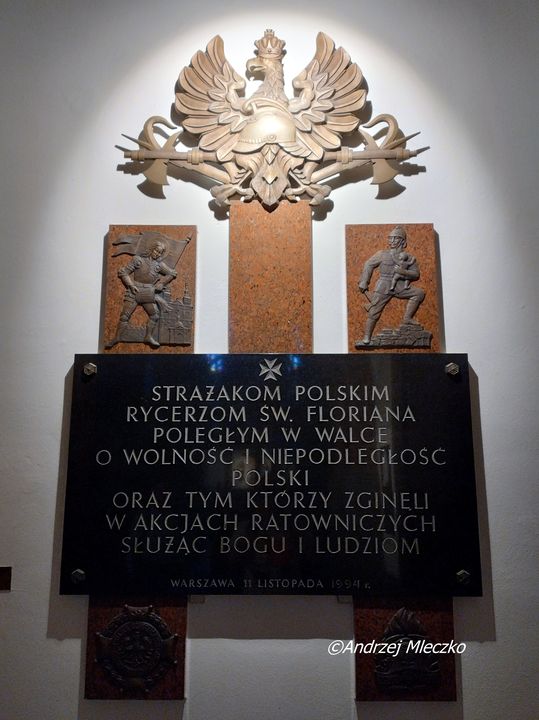 STRAŻAKOM POLSKIM
RYCERZOM ŚW. FLORIANA
POLEGŁYM W WALCE
O WOLNOŚĆ I NIEPODLEGŁOŚĆ
POLSKI
ORAZ TYM KTÓRZY ZGINĘLI
W AKCJACH RATOWNICZYCH
SŁUŻĄC BOGU I LUDZIOM
WARSZAWA 11 LISTOPADA 1994 r.
©Andrzej Mleczko